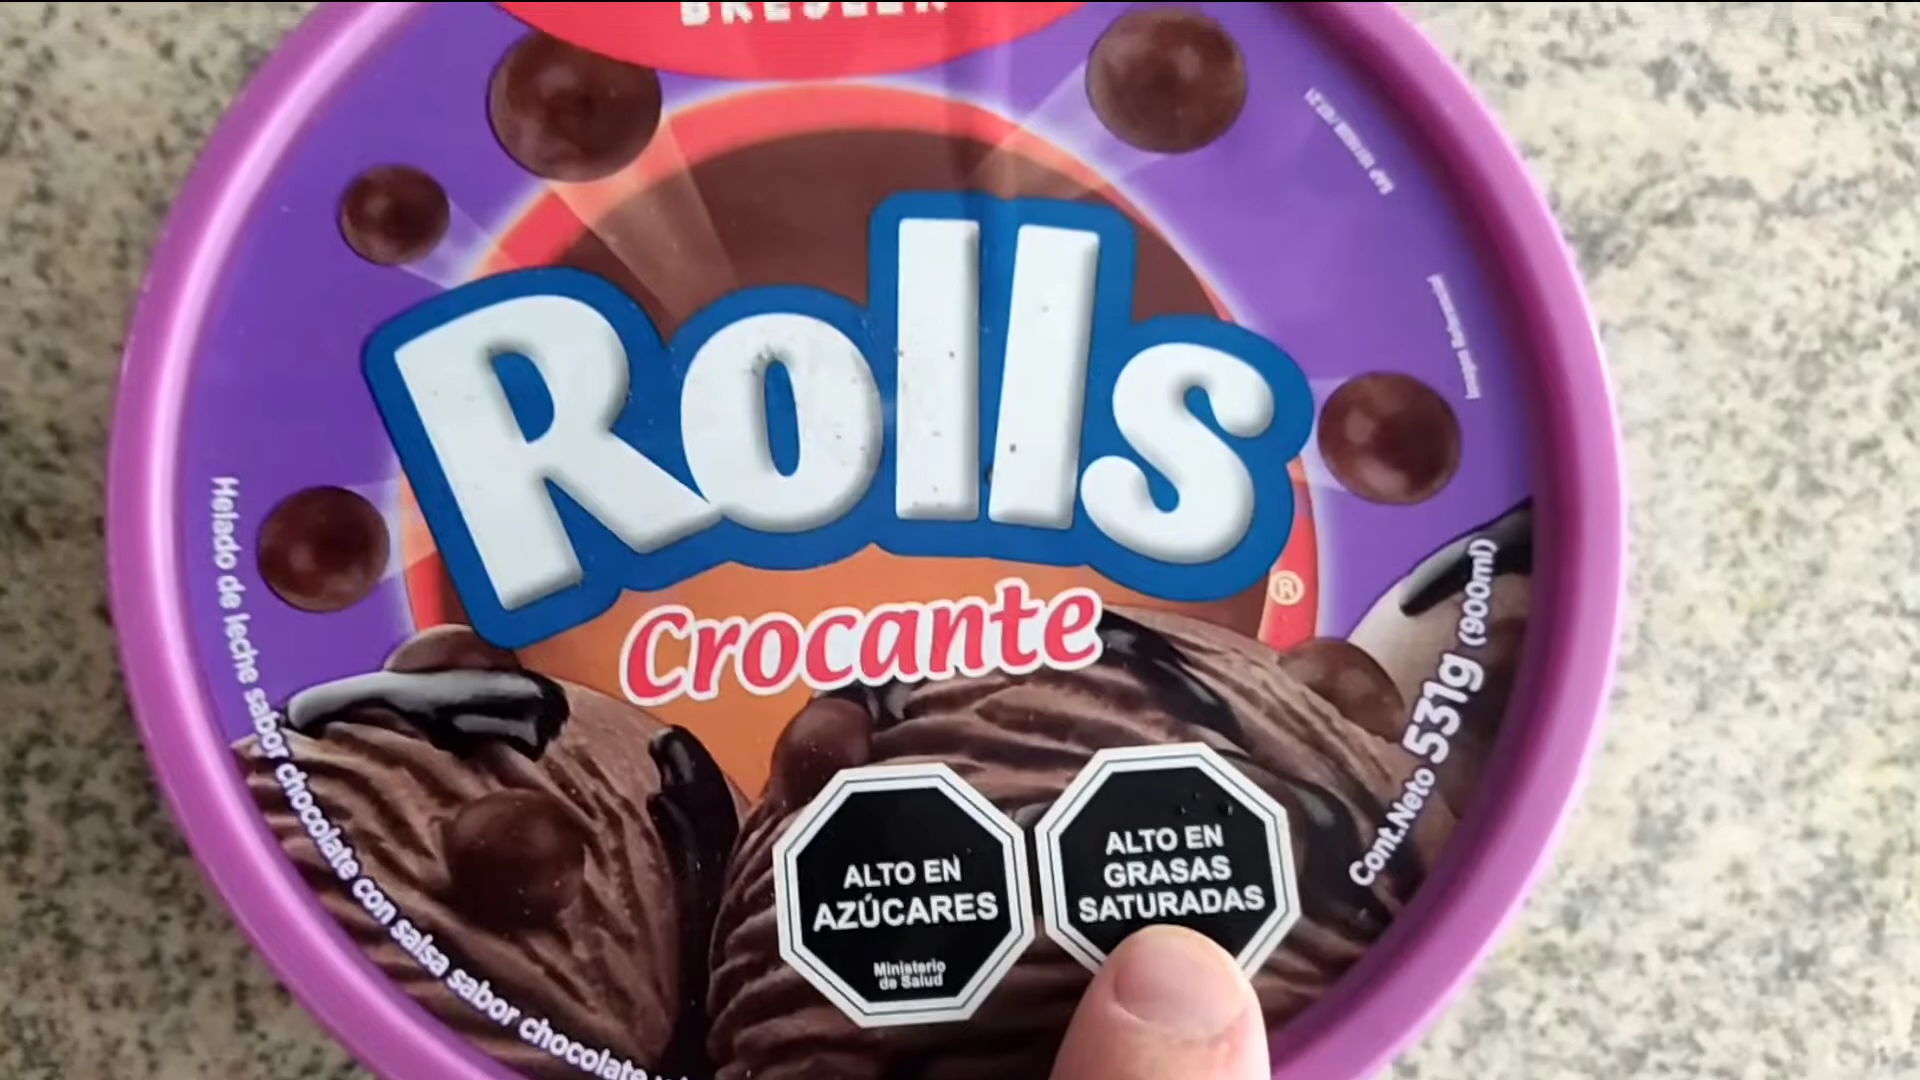 BRESLER
Rolls
®
Crocante
Helado de leche sabor chocolate con salsa sabor chocolate
ALTO EN
AZÚCARES
Ministerio
de Salud
ALTO EN
GRASAS
SATURADAS
Cont.Neto 531g (900ml)